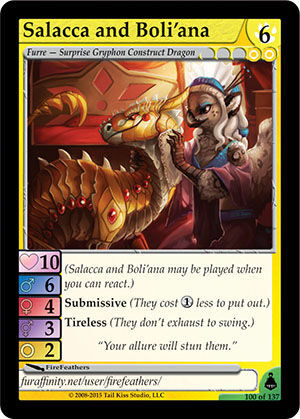 Salacca and Boli'ana
6
Furre — Surprise Gryphon Construct Dragon
10
(Salacca and Boli'ana may be played when
you can react.)
6
4
Submissive (They cost 1 less to put out.)
3
Tireless (They don't exhaust to swing.)
2
"Your allure will stun them."
FireFeathers
furaffinity.net/user/firefeathers/
© 2008-2015 Tail Kiss Studio, LLC
100 of 137